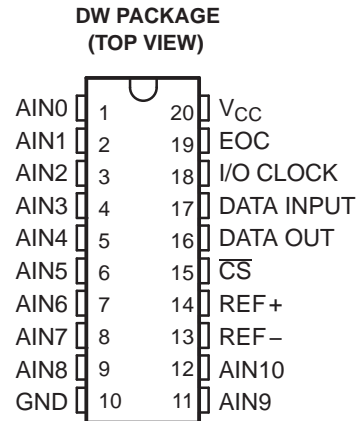 DW PACKAGE
(TOP VIEW)
AIN0 1 20 VCC
AIN1 2 19 EOC
AIN2 3 18 I/O CLOCK
AIN3 4 17 DATA INPUT
AIN4 5 16 DATA OUT
AIN5 6 15 C̅S̅
AIN6 7 14 REF+
AIN7 8 13 REF−
AIN8 9 12 AIN10
GND 10 11 AIN9